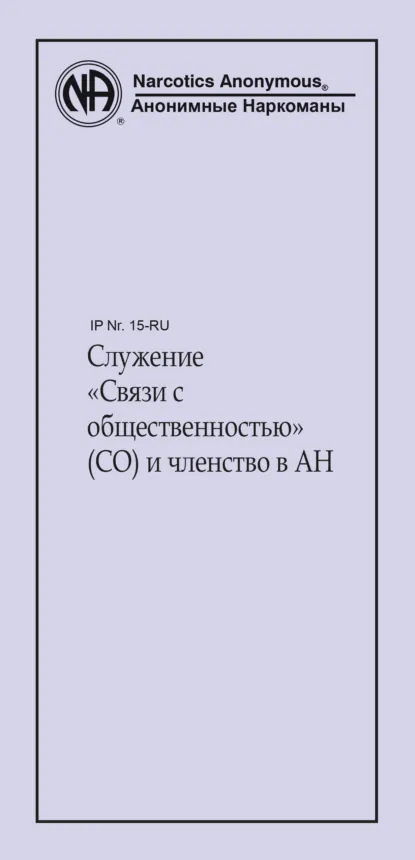 NA
®
Narcotics Anonymous®
Анонимные Наркоманы
IP Nr. 15-RU
Служение
«Связи с
общественностью»
(СО) и членство в АН